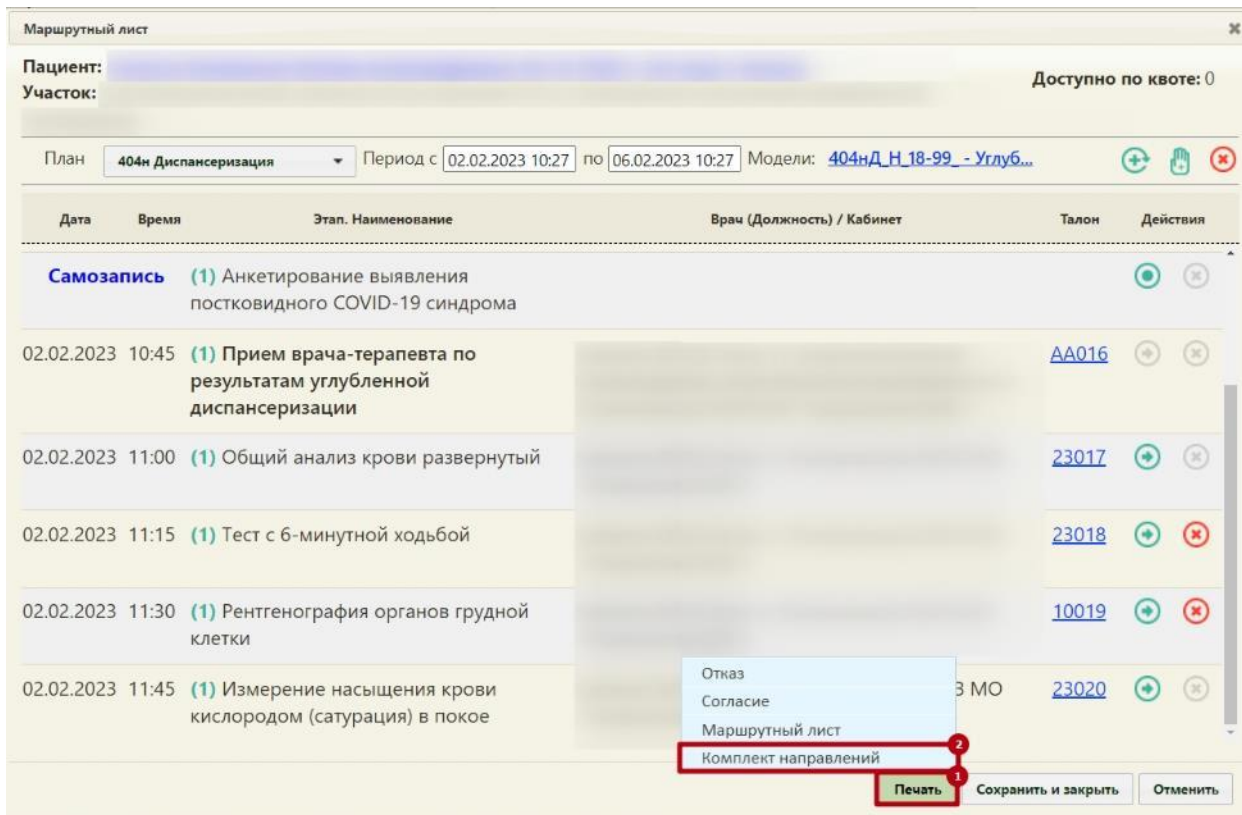 Маршрутный лист
Пациент:
Участок:
Доступно по квоте: 0
План 404н Диспансеризация Период с 02.02.2023 10:27 по 06.02.2023 10:27 Модели: 404нД_Н_18-99_ - Углуб...
Дата Время Этап. Наименование Врач (Должность) / Кабинет Талон Действия
Самозапись (1) Анкетирование выявления
постковидного COVID-19 синдрома
02.02.2023 10:45 (1) Прием врача-терапевта по АА016
результатам углубленной
диспансеризации
02.02.2023 11:00 (1) Общий анализ крови развернутый 23017
02.02.2023 11:15 (1) Тест с 6-минутной ходьбой 23018
02.02.2023 11:30 (1) Рентгенография органов грудной 10019
клетки
02.02.2023 11:45 (1) Измерение насыщения крови З МО 23020
кислородом (сатурация) в покое
Отказ
Согласие
Маршрутный лист
Комплект направлений 2
Печать 1 Сохранить и закрыть Отменить